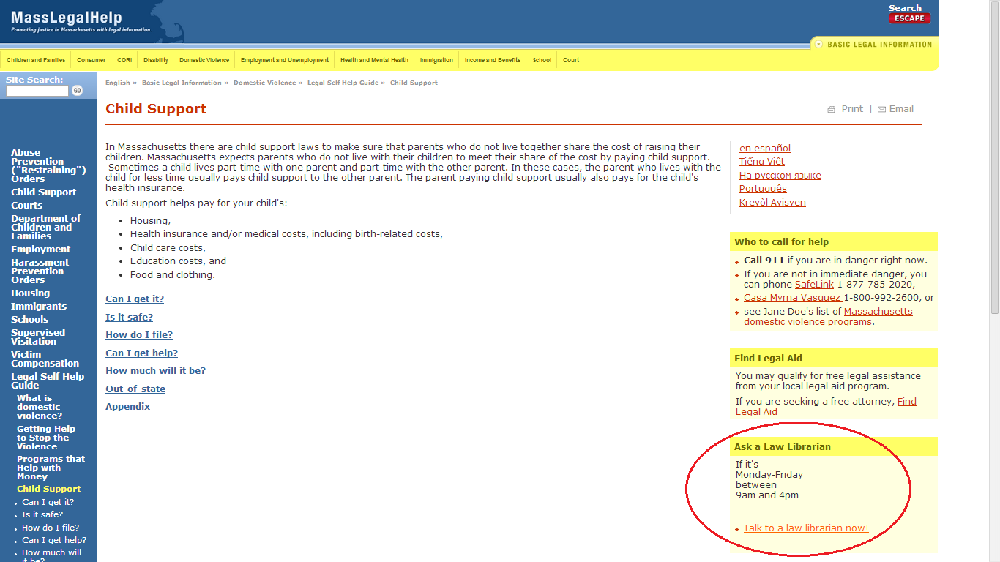 MassLegalHelp
Promoting justice in Massachusetts with legal information
Search
ESCAPE
BASIC LEGAL INFORMATION
Children and Families
Consumer
CORI
Disability
Domestic Violence
Employment and Unemployment
Health and Mental Health
Immigration
Income and Benefits
School
Court
Site Search:
GO
English » Basic Legal Information » Domestic Violence » Legal Self Help Guide » Child Support
Child Support
Print | Email
Abuse
Prevention
("Restraining")
Orders
Child Support
Courts
Department of
Children and
Families
Employment
Harassment
Prevention
Orders
Housing
Immigrants
Schools
Supervised
Visitation
Victim
Compensation
Legal Self Help
Guide
What is
domestic
violence?
Getting Help
to Stop the
Violence
Programs that
Help with
Money
Child Support
Can I get it?
Is it safe?
How do I file?
Can I get help?
How much will
it be?
In Massachusetts there are child support laws to make sure that parents who do not live together share the cost of raising their
children. Massachusetts expects parents who do not live with their children to meet their share of the cost by paying child support.
Sometimes a child lives part-time with one parent and part-time with the other parent. In these cases, the parent who lives with the
child for less time usually pays child support to the other parent. The parent paying child support usually also pays for the child's
health insurance.
Child support helps pay for your child's:
• Housing,
• Health insurance and/or medical costs, including birth-related costs,
• Child care costs,
• Education costs, and
• Food and clothing.
Can I get it?
Is it safe?
How do I file?
Can I get help?
How much will it be?
Out-of-state
Appendix
en español
Tiếng Việt
На русском языке
Português
Kreyòl Ayisyen
Who to call for help
Call 911 if you are in danger right now.
If you are not in immediate danger, you
can phone SafeLink 1-877-785-2020,
Casa Myrna Vasquez 1-800-992-2600, or
see Jane Doe's list of Massachusetts
domestic violence programs.
Find Legal Aid
You may qualify for free legal assistance
from your local legal aid program.
If you are seeking a free attorney, Find
Legal Aid
Ask a Law Librarian
If it's
Monday-Friday
between
9am and 4pm
Talk to a law librarian now!